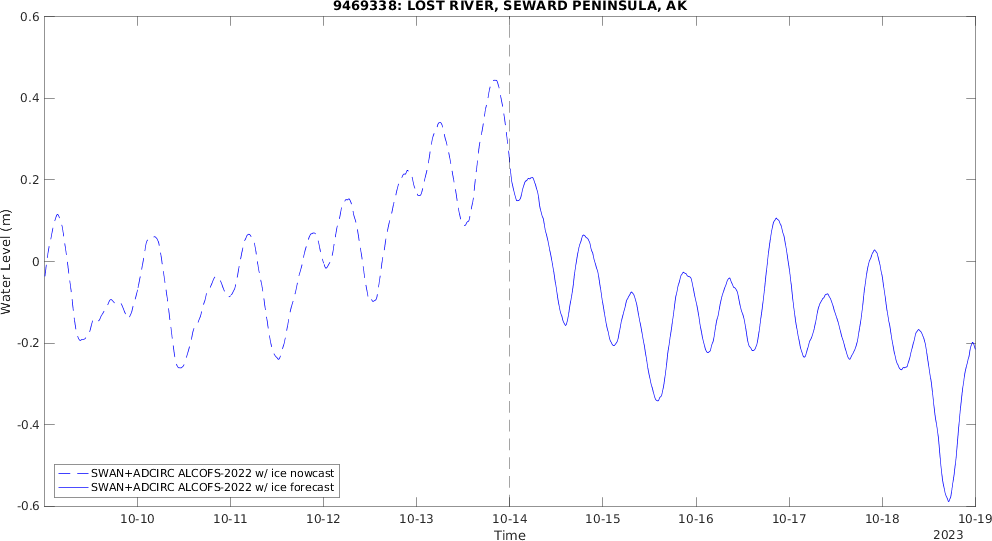 9469338: LOST RIVER, SEWARD PENINSULA, AK
0.6
0.4
0.2
0
-0.2
-0.4
-0.6
Water Level (m)
SWAN+ADCIRC ALCOFS-2022 w/ ice nowcast
SWAN+ADCIRC ALCOFS-2022 w/ ice forecast
10-10 10-11 10-12 10-13 10-14 10-15 10-16 10-17 10-18 10-19
Time
2023